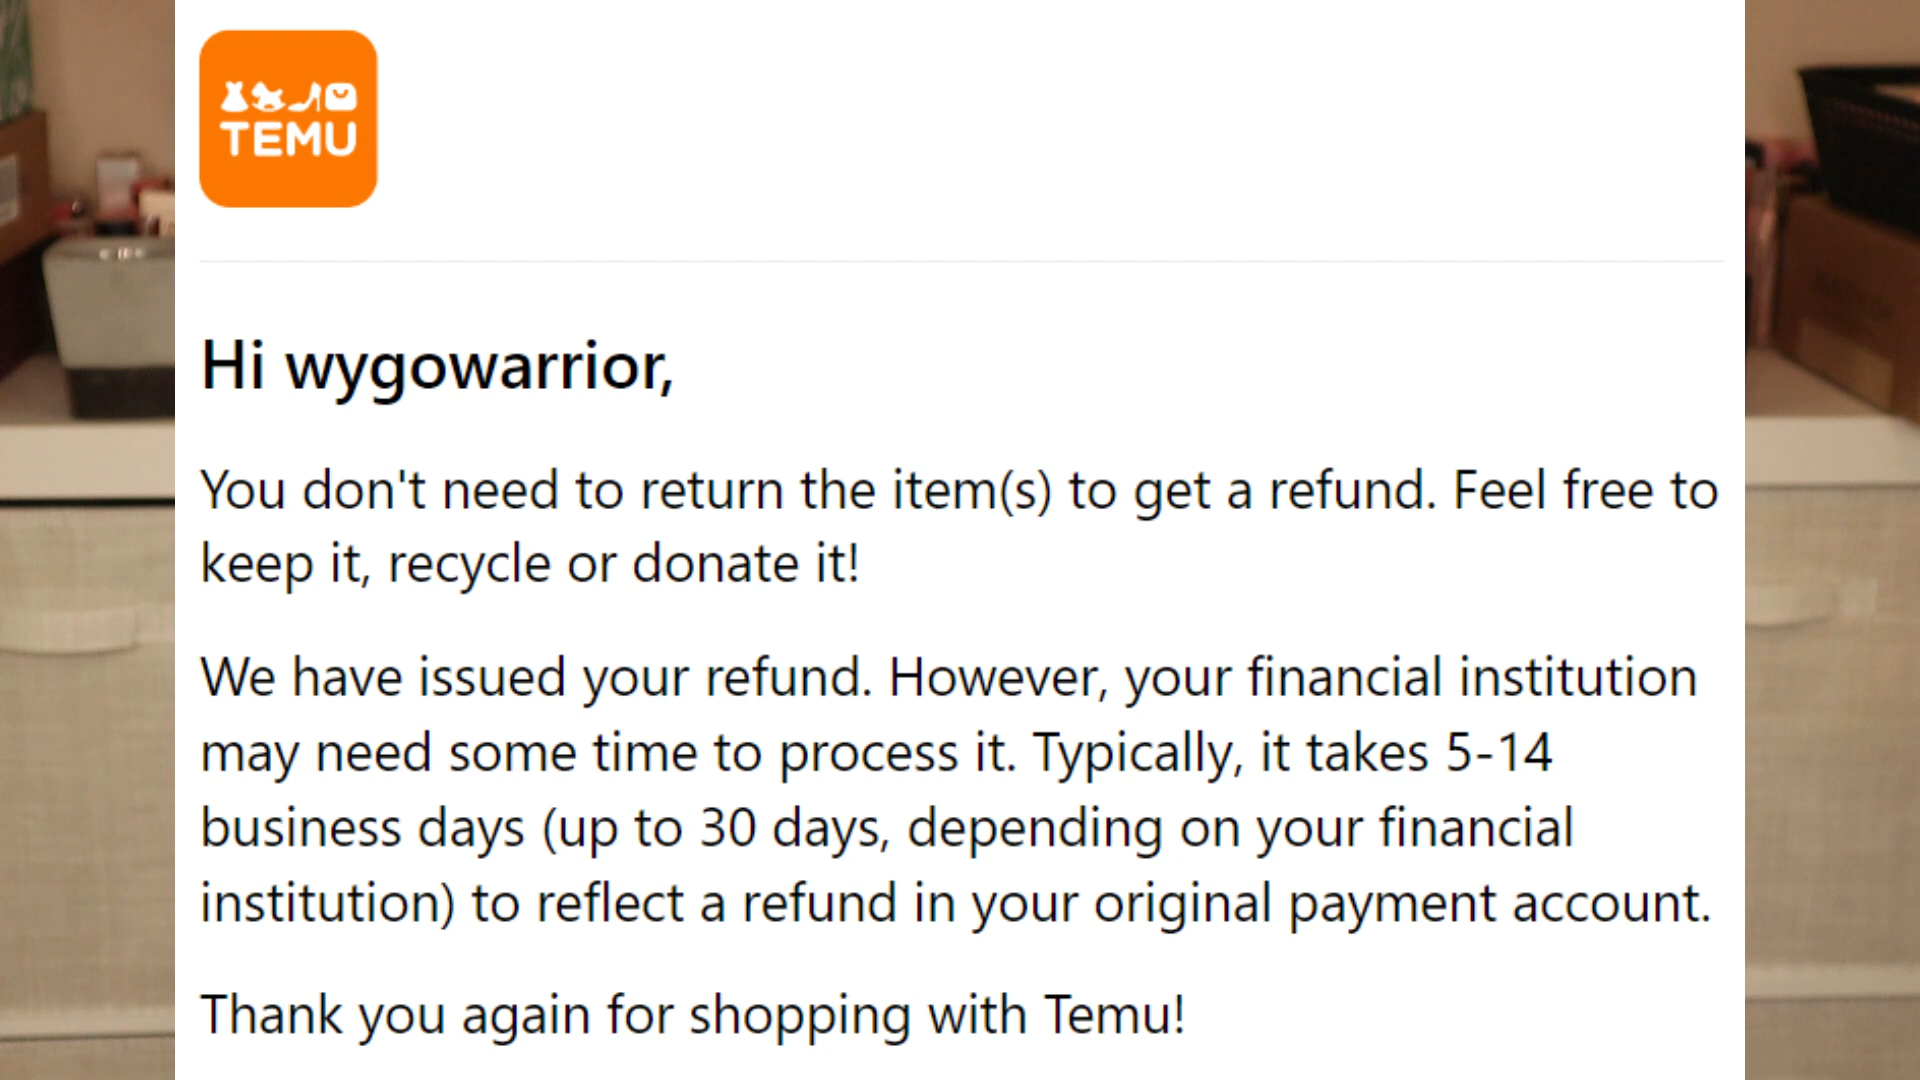 TEMU
Hi wygowarrior,
You don't need to return the item(s) to get a refund. Feel free to
keep it, recycle or donate it!
We have issued your refund. However, your financial institution
may need some time to process it. Typically, it takes 5-14
business days (up to 30 days, depending on your financial
institution) to reflect a refund in your original payment account.
Thank you again for shopping with Temu!